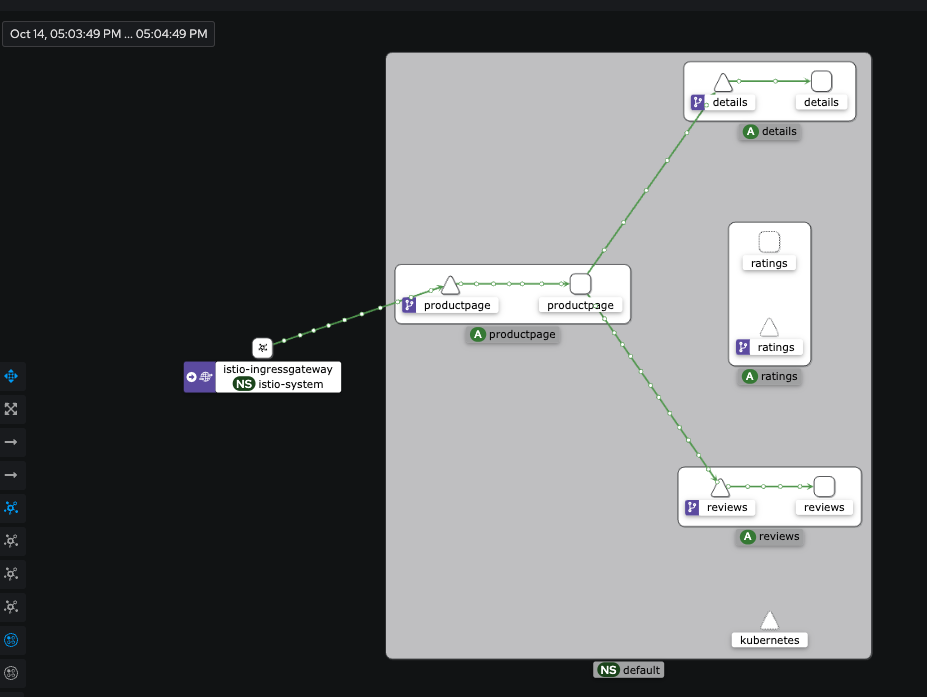 Oct 14, 05:03:49 PM ... 05:04:49 PM
details
details
A details
ratings
ratings
A ratings
productpage
productpage
A productpage
istio-ingressgateway
NS istio-system
reviews
reviews
A reviews
kubernetes
NS default